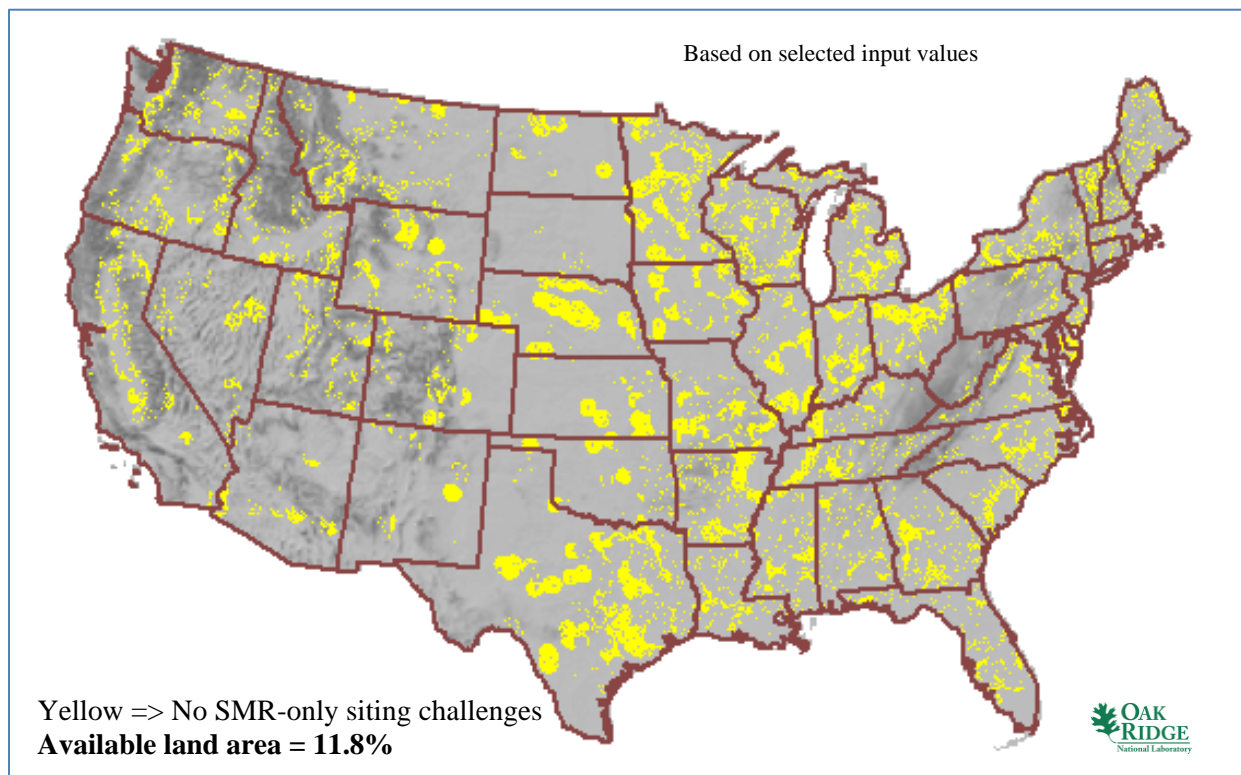 Based on selected input values
Yellow => No SMR-only siting challenges
Available land area = 11.8%
OAK
RIDGE
National Laboratory